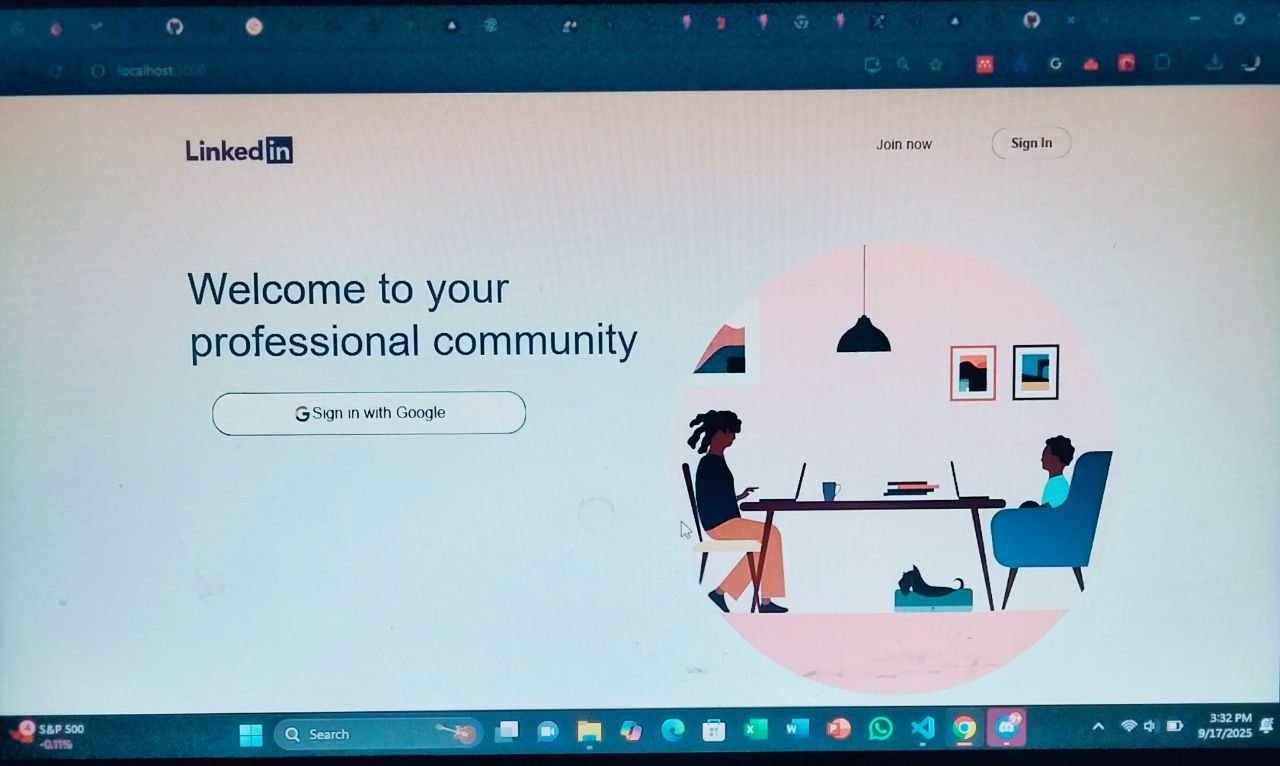 localhost:3000
Linkedin
Join now
Sign In
Welcome to your
professional community
G Sign in with Google
S&P 500
-0.11%
Search
3:32 PM
9/17/2025